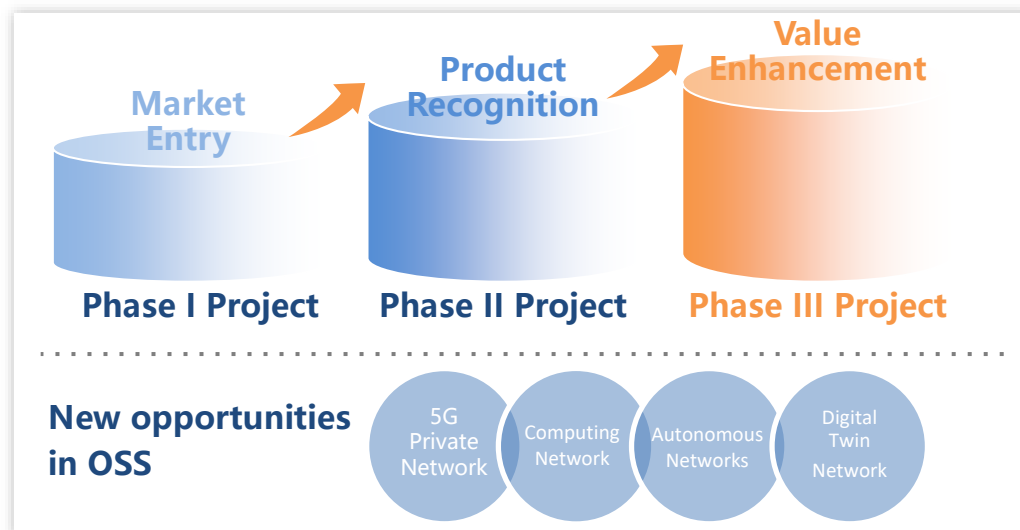 Market
Entry
Product
Recognition
Value
Enhancement
Phase I Project
Phase II Project
Phase III Project
New opportunities
in OSS
5G
Private
Network
Computing
Network
Autonomous
Networks
Digital
Twin
Network